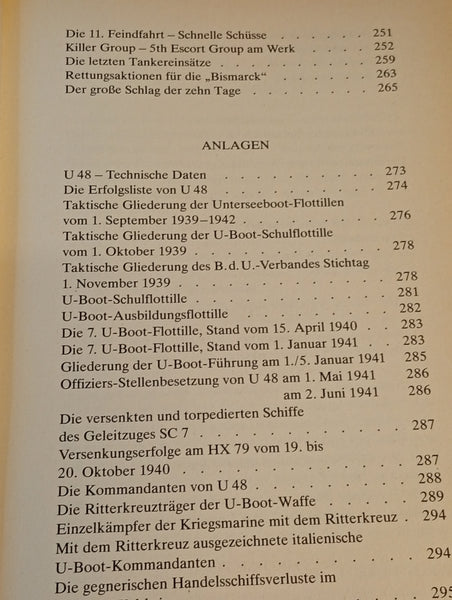 Die 11. Feindfahrt – Schnelle Schüsse . . . . . . . . 251
Killer Group – 5th Escort Group am Werk . . . . . . 252
Die letzten Tankereinsätze . . . . . . . . . . 259
Rettungsaktionen für die „Bismarck“ . . . . . . . 263
Der große Schlag der zehn Tage . . . . . . . . 265
ANLAGEN
U 48 – Technische Daten . . . . . . . . . . 273
Die Erfolgsliste von U 48 . . . . . . . . . . 274
Taktische Gliederung der Unterseeboot-Flottillen
vom 1. September 1939–1942 . . . . . . . . . 276
Taktische Gliederung der U-Boot-Schulflottille
vom 1. Oktober 1939 . . . . . . . . . . . 278
Taktische Gliederung des B. d. U.-Verbandes Stichtag
1. November 1939 . . . . . . . . . . . . 278
U-Boot-Schulflottille . . . . . . . . . . . 281
U-Boot-Ausbildungsflottille . . . . . . . . . 282
Die 7. U-Boot-Flottille, Stand vom 15. April 1940 . . . 283
Die 7. U-Boot-Flottille, Stand vom 1. Januar 1941 . . . 283
Gliederung der U-Boot-Führung am 1./5. Januar 1941 285
Offiziers-Stellenbesetzung von U 48 am 1. Mai 1941 286
am 2. Juni 1941 286
Die versenkten und torpedierten Schiffe
des Geleitzuges SC 7 . . . . . . . . . . . 287
Versenkungserfolge am HX 79 vom 19. bis
20. Oktober 1940 . . . . . . . . . . . . 287
Die Kommandanten von U 48 . . . . . . . . . 288
Die Ritterkreuzträger der U-Boot-Waffe . . . . . . 289
Einzelkämpfer der Kriegsmarine mit dem Ritterkreuz . 294
Mit dem Ritterkreuz ausgezeichnete italienische
U-Boot-Kommandanten . . . . . . . . . . 294
Die gegnerischen Handelsschiffsverluste im
295